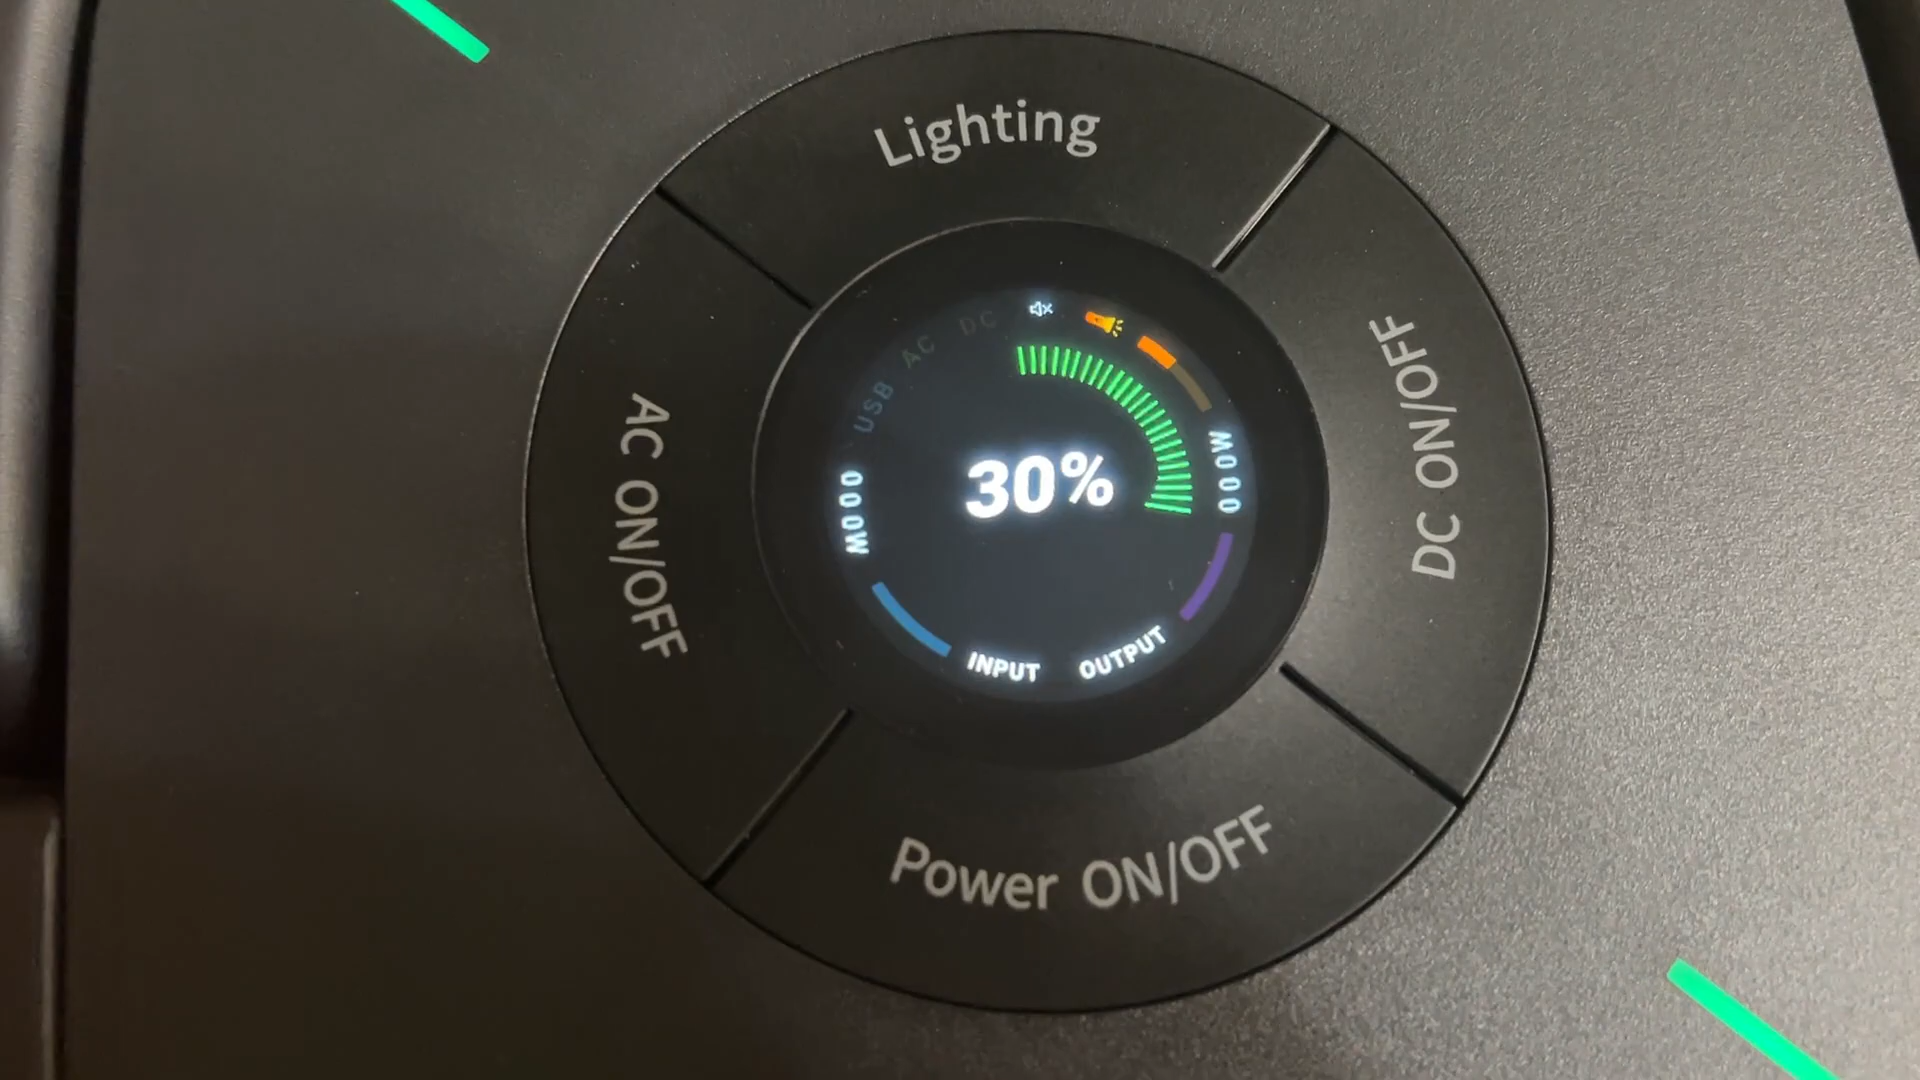 Lighting
DC ON/OFF
AC ON/OFF
Power ON/OFF
USB
AC
DC
30%
000W
000W
INPUT
OUTPUT